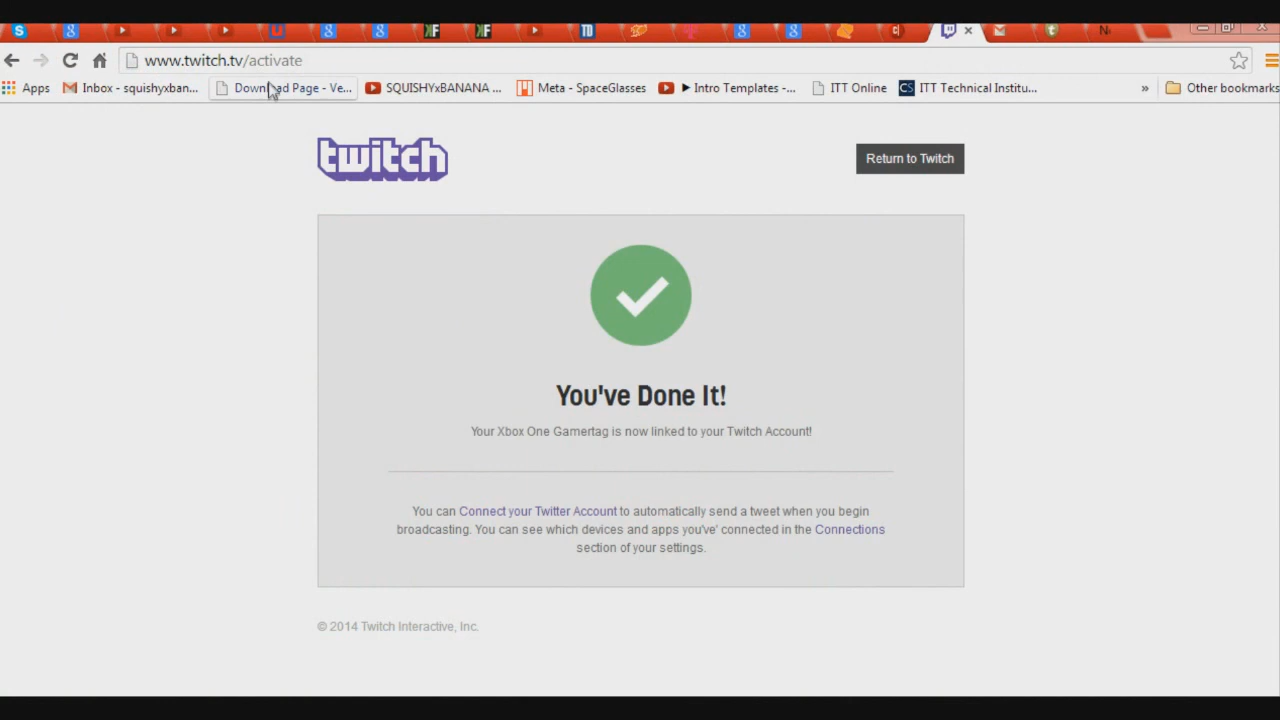 www.twitch.tv/activate
Apps Inbox - squishyxban... Download Page - Ve... SQUISHYxBANANA ... Meta - SpaceGlasses Intro Templates -... ITT Online CS ITT Technical Institu... » Other bookmarks
twitch
Return to Twitch
You've Done It!
Your Xbox One Gamertag is now linked to your Twitch Account!
You can Connect your Twitter Account to automatically send a tweet when you begin
broadcasting. You can see which devices and apps you've' connected in the Connections
section of your settings.
© 2014 Twitch Interactive, Inc.